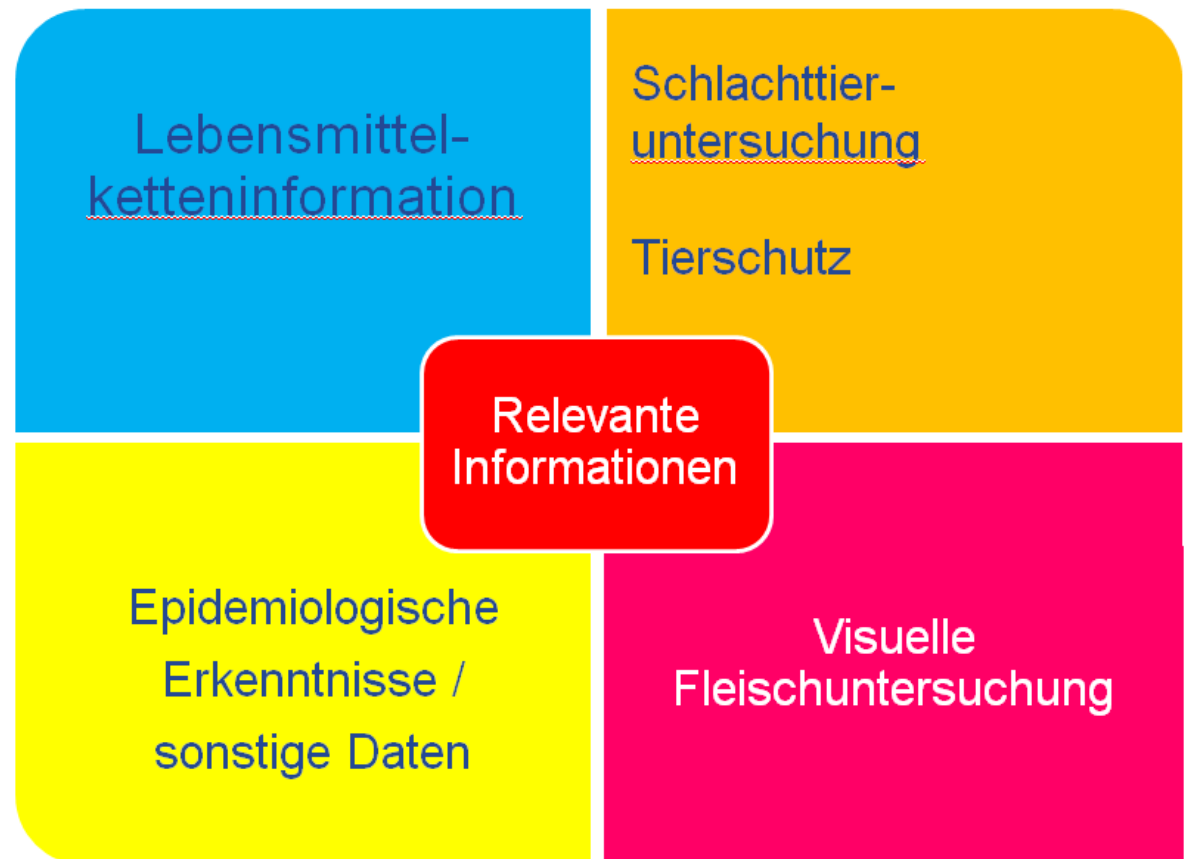 Lebensmittel-
ketteninformation
Schlachttier-
untersuchung
Tierschutz
Relevante
Informationen
Epidemiologische
Erkenntnisse /
sonstige Daten
Visuelle
Fleischuntersuchung